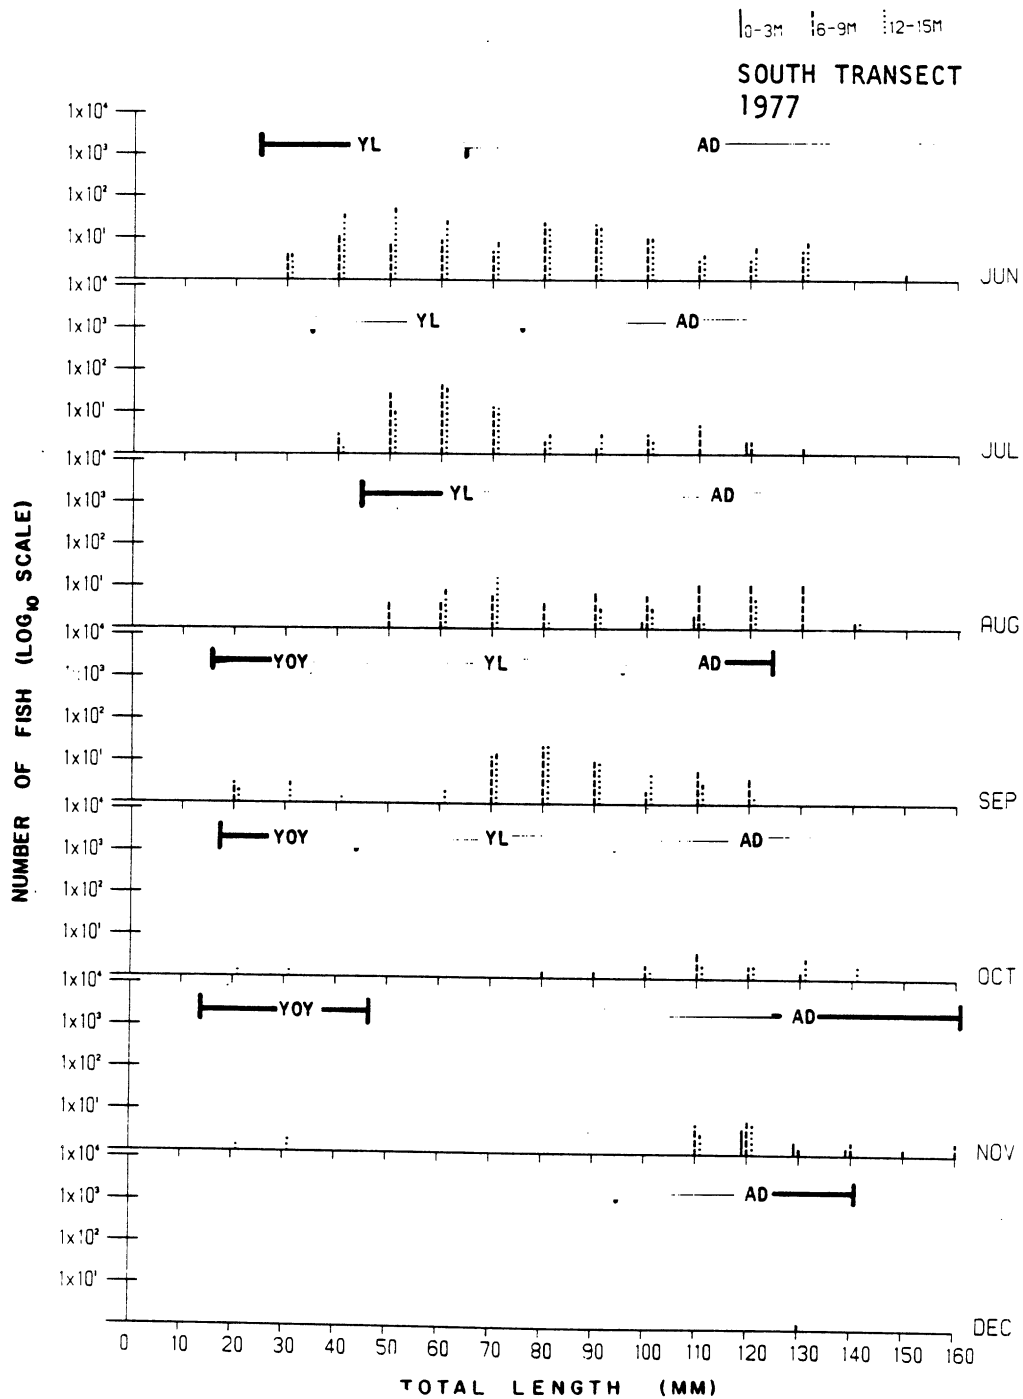 0-3M 6-9M 12-15M
SOUTH TRANSECT
1977
NUMBER OF FISH (LOG10 SCALE)
1x10⁴
1x10³ YL AD
1x10²
1x10¹
1x10⁴ JUN
1x10³ YL AD
1x10²
1x10¹
1x10⁴ JUL
1x10³ YL AD
1x10²
1x10¹
1x10⁴ AUG
YOY YL AD
1x10²
1x10¹
1x10⁴ SEP
1x10³ YOY YL AD
1x10²
1x10¹
1x10⁴ OCT
1x10³ YOY AD
1x10²
1x10¹
1x10⁴ NOV
1x10³ AD
1x10²
1x10¹
DEC
0 10 20 30 40 50 60 70 80 90 100 110 120 130 140 150 160
TOTAL LENGTH (MM)